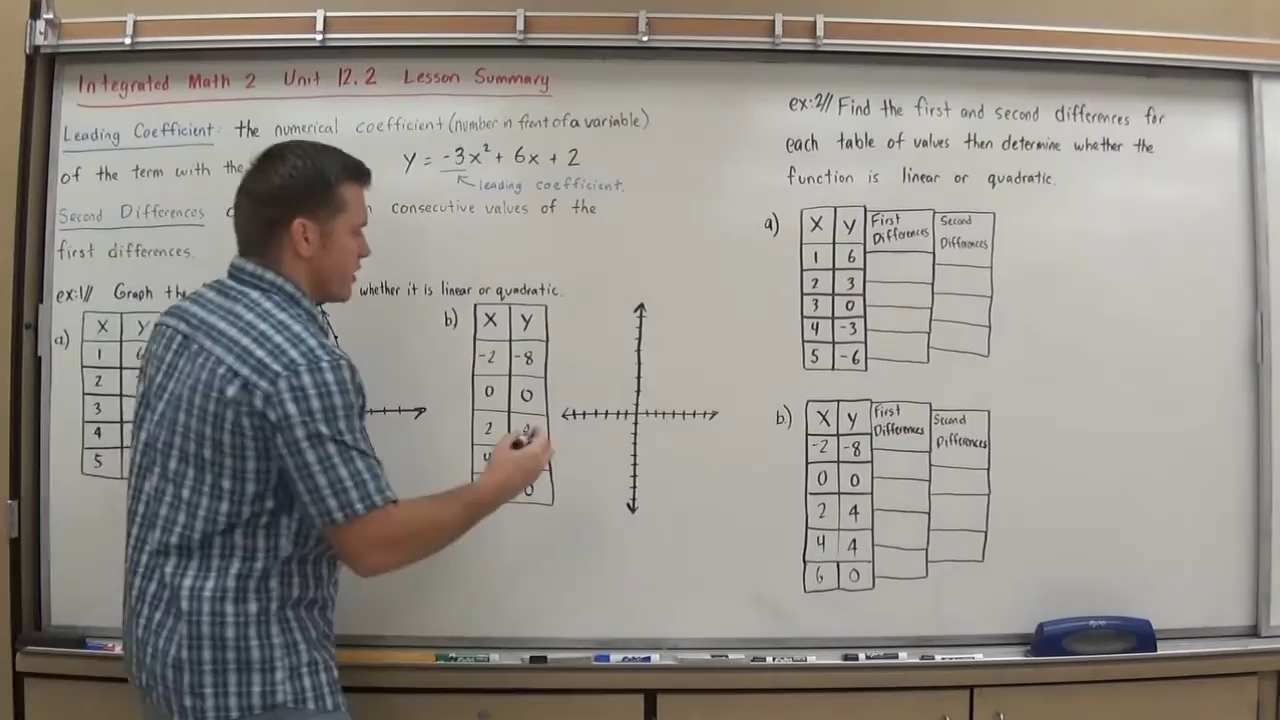 Integrated Math 2 Unit 12.2 Lesson Summary
Leading Coefficient: the numerical coefficient (number in front of a variable)
of the term with the
y = -3x² + 6x + 2
leading coefficient.
Second Differences consecutive values of the
first differences.
ex:1// Graph the whether it is linear or quadratic.
a)
X Y
1
2
3
4
5
b)
X Y
-2 -8
0 0
2
0
ex:2// Find the first and second differences for
each table of values then determine whether the
function is linear or quadratic.
a)
X Y First Differences Second Differences
1 6
2 3
3 0
4 -3
5 -6
b.)
X Y First Differences Second Differences
-2 -8
0 0
2 4
4 4
6 0